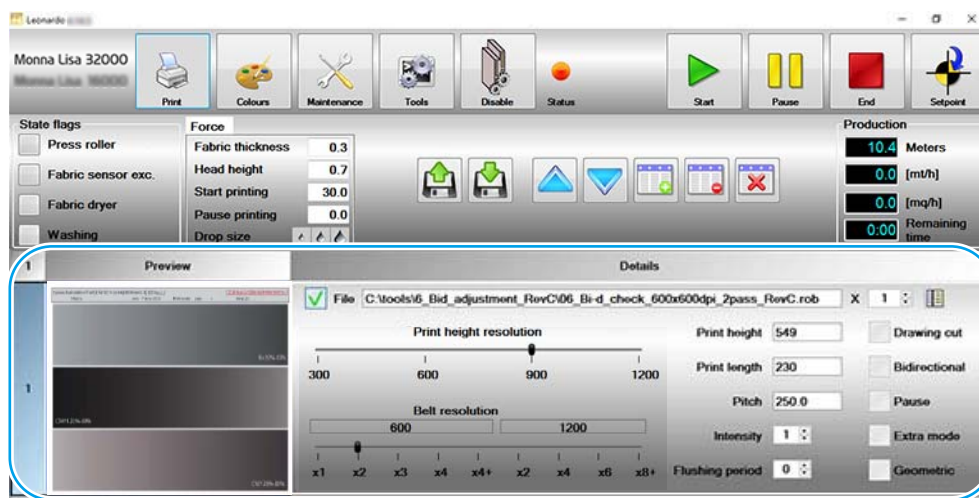 Leonardo
Monna Lisa 32000
Print
Colours
Maintenance
Tools
Disable
Status
Start
Pause
End
Setpoint
State flags
Press roller
Fabric sensor exc.
Fabric dryer
Washing
Force
Fabric thickness 0.3
Head height 0.7
Start printing 30.0
Pause printing 0.0
Drop size
Production
10.4 Meters
0.0 [mt/h]
0.0 [mq/h]
0:00 Remaining time
1 Preview Details
1
File C:\tools\6_Bid_adjustment_RevC\06_Bi-d_check_600x600dpi_2pass_RevC.rob X 1
Print height resolution
300 600 900 1200
Belt resolution
600 1200
x1 x2 x3 x4 x4+ x2 x4 x6 x8+
Print height 549
Print length 230
Pitch 250.0
Intensity 1
Flushing period 0
Drawing cut
Bidirectional
Pause
Extra mode
Geometric